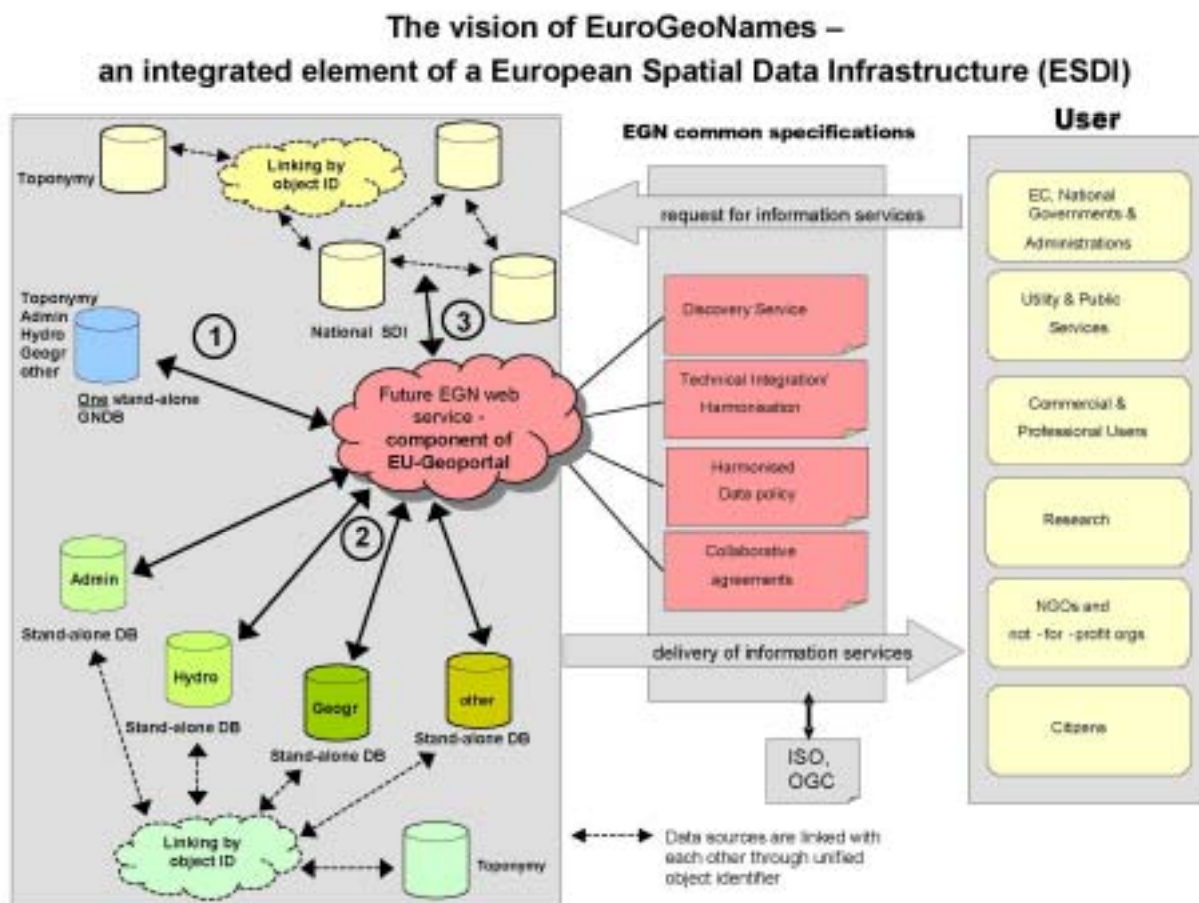 The vision of EuroGeoNames –
an integrated element of a European Spatial Data Infrastructure (ESDI)
Toponymy
Linking by
object ID
National SDI
Toponymy
Admin
Hydro
Geogr
other
One stand-alone
GNDB
1
3
2
Future EGN web
service -
component of
EU-Geoportal
Admin
Stand-alone DB
Hydro
Stand-alone DB
Geogr
Stand-alone DB
other
Stand-alone DB
Linking by
object ID
Toponymy
EGN common specifications
request for information services
Discovery Service
Technical Integration/
Harmonisation
Harmonised
Data policy
Collaborative
agreements
delivery of information services
ISO,
OGC
Data sources are linked with
each other through unified
object identifier
User
EC, National
Governments &
Administrations
Utility & Public
Services
Commercial &
Professional Users
Research
NGOs and
not - for - profit orgs
Citizens